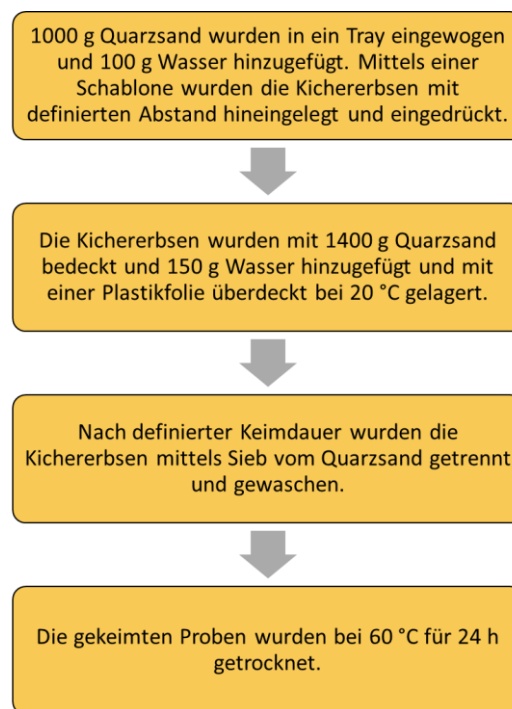 1000 g Quarzsand wurden in ein Tray eingewogen
und 100 g Wasser hinzugefügt. Mittels einer
Schablone wurden die Kichererbsen mit
definierten Abstand hineingelegt und eingedrückt.
Die Kichererbsen wurden mit 1400 g Quarzsand
bedeckt und 150 g Wasser hinzugefügt und mit
einer Plastikfolie überdeckt bei 20 °C gelagert.
Nach definierter Keimdauer wurden die
Kichererbsen mittels Sieb vom Quarzsand getrennt
und gewaschen.
Die gekeimten Proben wurden bei 60 °C für 24 h
getrocknet.